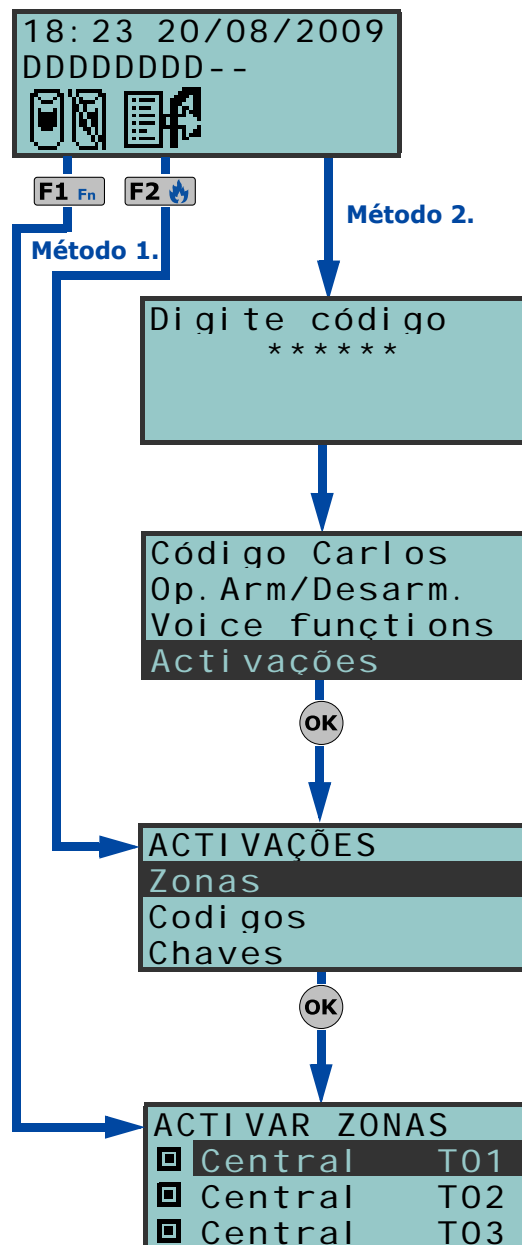 18:23 20/08/2009
DDDDDDDD--
F1 Fn F2
Método 1.
Método 2.
Digite código
******
Código Carlos
Op.Arm/Desarm.
Voice functions
Activações
OK
ACTIVAÇÕES
Zonas
Codigos
Chaves
OK
ACTIVAR ZONAS
Central T01
Central T02
Central T03